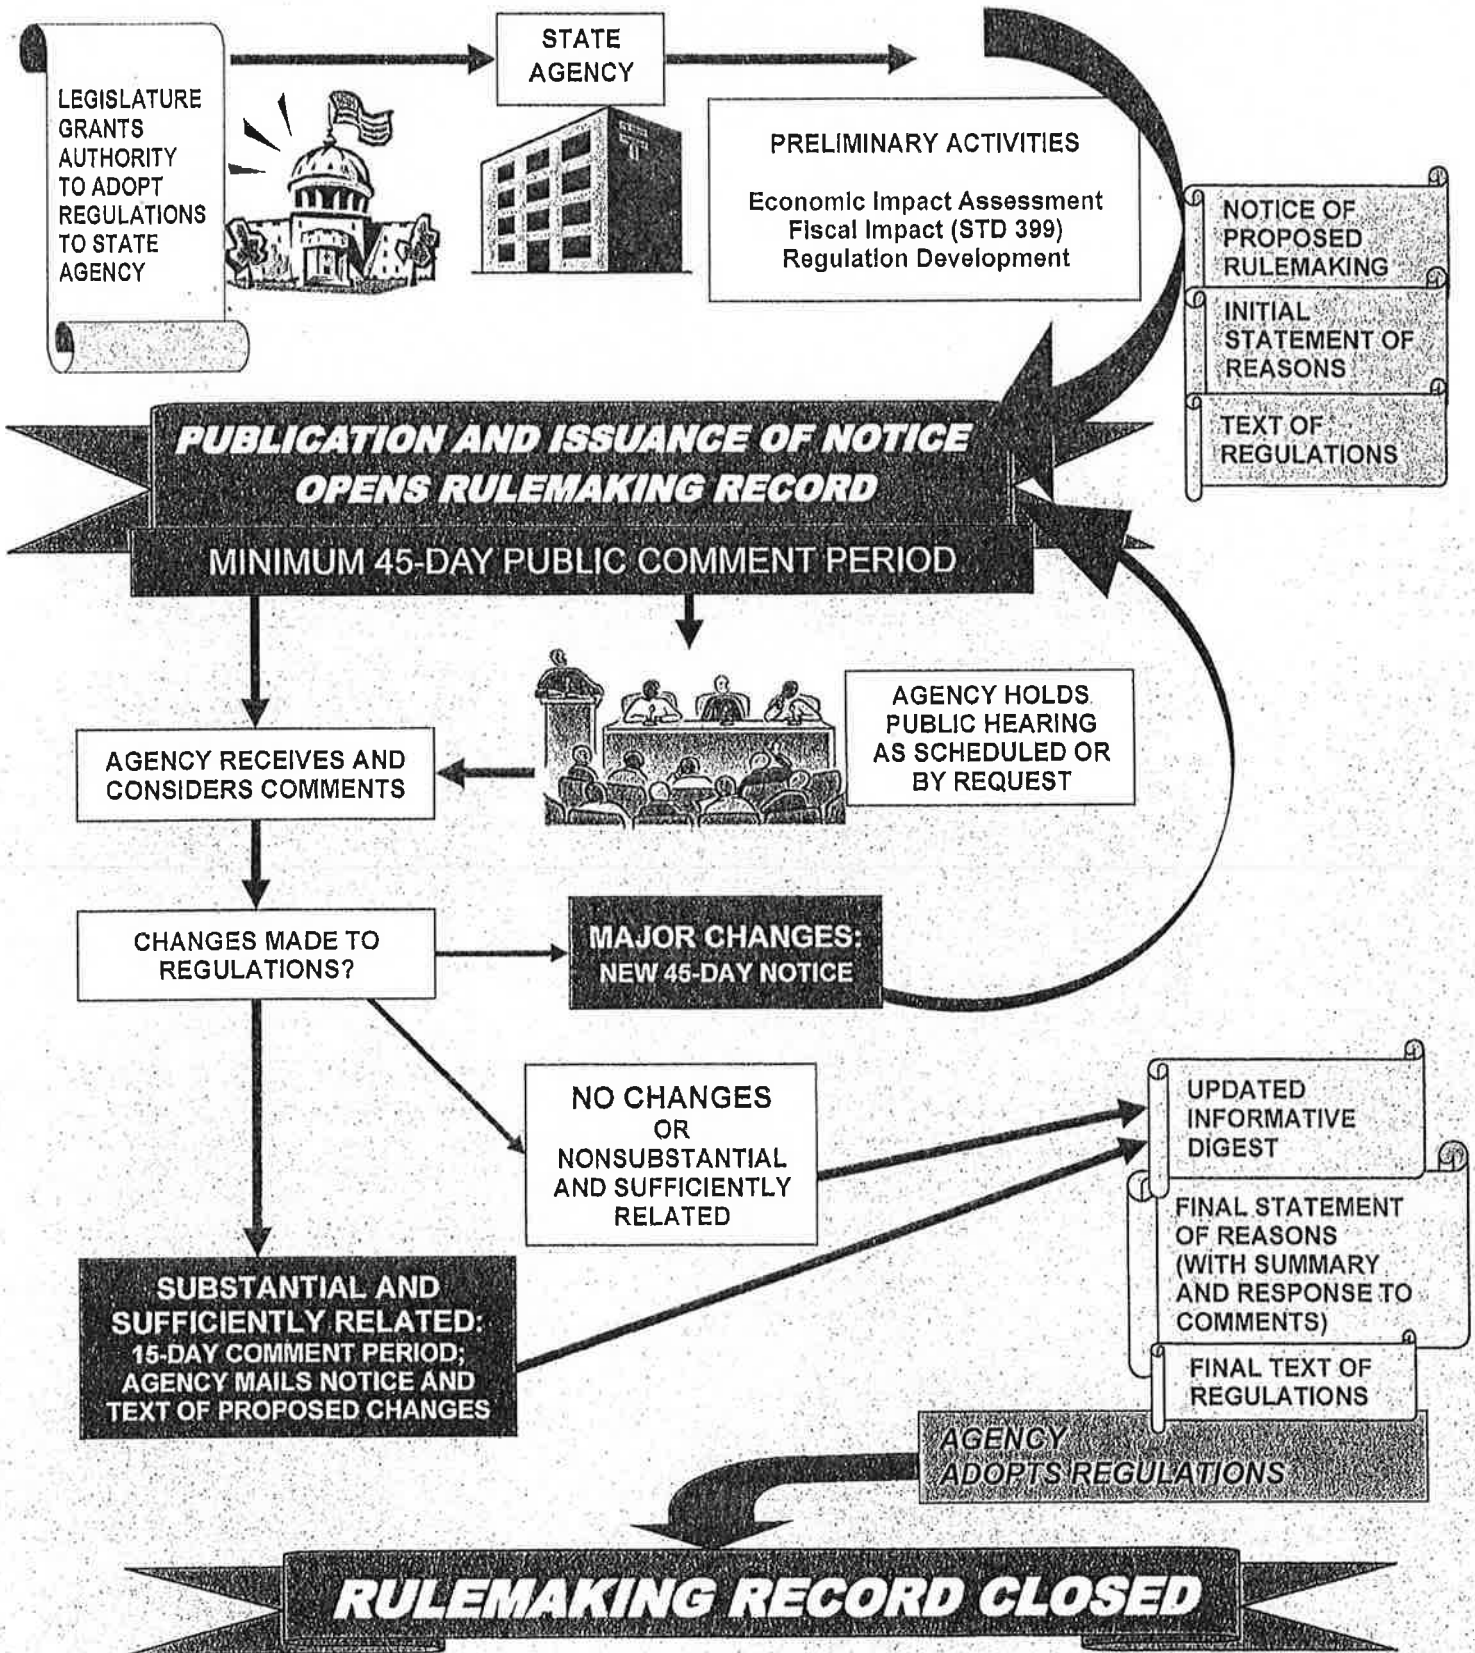 LEGISLATURE
GRANTS
AUTHORITY
TO ADOPT
REGULATIONS
TO STATE
AGENCY
STATE
AGENCY
PRELIMINARY ACTIVITIES
Economic Impact Assessment
Fiscal Impact (STD 399)
Regulation Development
NOTICE OF
PROPOSED
RULEMAKING
INITIAL
STATEMENT OF
REASONS
TEXT OF
REGULATIONS
PUBLICATION AND ISSUANCE OF NOTICE
OPENS RULEMAKING RECORD
MINIMUM 45-DAY PUBLIC COMMENT PERIOD
AGENCY HOLDS
PUBLIC HEARING
AS SCHEDULED OR
BY REQUEST
AGENCY RECEIVES AND
CONSIDERS COMMENTS
CHANGES MADE TO
REGULATIONS?
MAJOR CHANGES:
NEW 45-DAY NOTICE
NO CHANGES
OR
NONSUBSTANTIAL
AND SUFFICIENTLY
RELATED
SUBSTANTIAL AND
SUFFICIENTLY RELATED:
15-DAY COMMENT PERIOD;
AGENCY MAILS NOTICE AND
TEXT OF PROPOSED CHANGES
UPDATED
INFORMATIVE
DIGEST
FINAL STATEMENT
OF REASONS
(WITH SUMMARY
AND RESPONSE TO
COMMENTS)
FINAL TEXT OF
REGULATIONS
AGENCY
ADOPTS REGULATIONS
RULEMAKING RECORD CLOSED